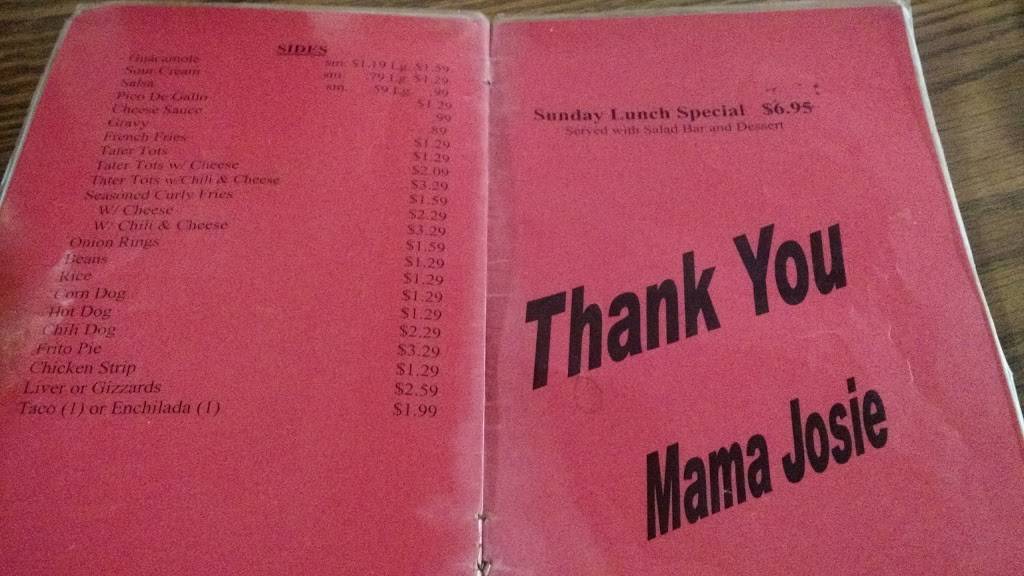 SIDES
Guacamole sm. $1.19 Lg. $1.59
Sour Cream sm. .79 Lg. $1.29
Salsa sm. .59 Lg. .99
Pico De Gallo $1.29
Cheese Sauce .99
Gravy .89
French Fries $1.29
Tater Tots $1.29
Tater Tots w/ Cheese $2.09
Tater Tots w/Chili & Cheese $3.29
Seasoned Curly Fries $1.59
W/ Cheese $2.29
W/ Chili & Cheese $3.29
Onion Rings $1.59
Beans $1.29
Rice $1.29
Corn Dog $1.29
Hot Dog $1.29
Chili Dog $2.29
Frito Pie $3.29
Chicken Strip $1.29
Liver or Gizzards $2.59
Taco (1) or Enchilada (1) $1.99
Sunday Lunch Special $6.95
Served with Salad Bar and Dessert
Thank You
Mama Josie